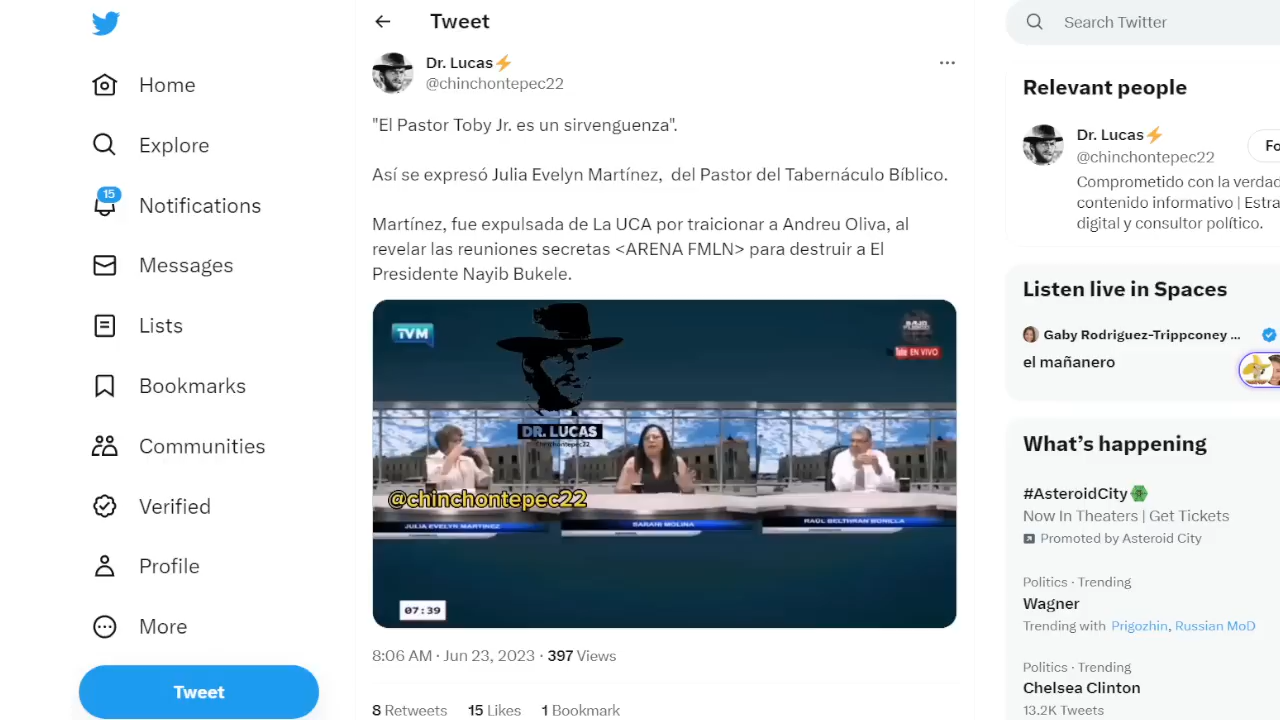 Home
Explore
15
Notifications
Messages
Lists
Bookmarks
Communities
Verified
Profile
More
Tweet
Tweet
Dr. Lucas⚡
@chinchontepec22
"El Pastor Toby Jr. es un sirvenguenza".
Así se expresó Julia Evelyn Martínez,  del Pastor del Tabernáculo Bíblico.
Martínez, fue expulsada de La UCA por traicionar a Andreu Oliva, al
revelar las reuniones secretas <ARENA FMLN> para destruir a El
Presidente Nayib Bukele.
TVM
EN VIVO
DR. LUCAS
@chinchontepec22
@chinchontepec22
JULIA EVELYN MARTINEZ
SARAHI MOLINA
RAÚL BELTHRAN BONILLA
07:39
8:06 AM · Jun 23, 2023 · 397 Views
8 Retweets 15 Likes 1 Bookmark
Search Twitter
Relevant people
Dr. Lucas⚡
@chinchontepec22
Fo
Comprometido con la verdad
contenido informativo | Estra
digital y consultor político.
Listen live in Spaces
Gaby Rodriguez-Trippconey ...
el mañanero
What's happening
#AsteroidCity
Now In Theaters | Get Tickets
Promoted by Asteroid City
Politics · Trending
Wagner
Trending with Prigozhin, Russian MoD
Politics · Trending
Chelsea Clinton
13.2K Tweets